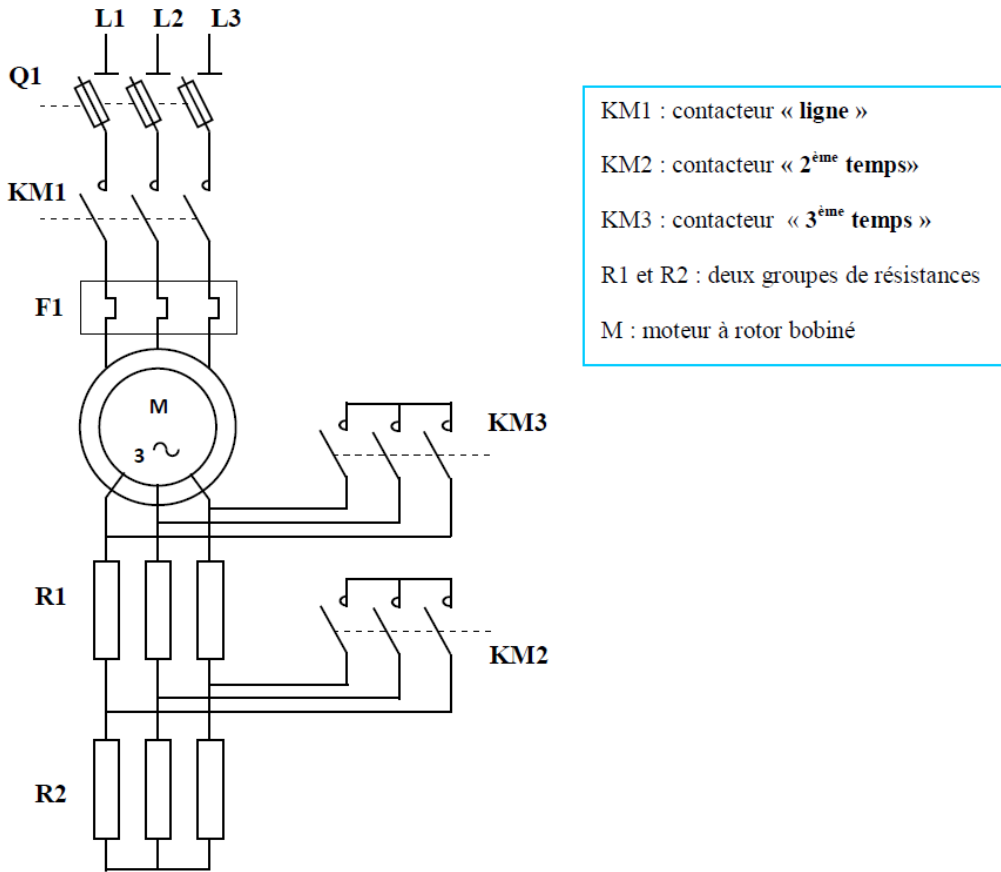 L1 L2 L3
Q1
KM1
F1
M
3
KM3
R1
KM2
R2
KM1 : contacteur « ligne »
KM2 : contacteur « 2ème temps»
KM3 : contacteur « 3ème temps »
R1 et R2 : deux groupes de résistances
M : moteur à rotor bobiné